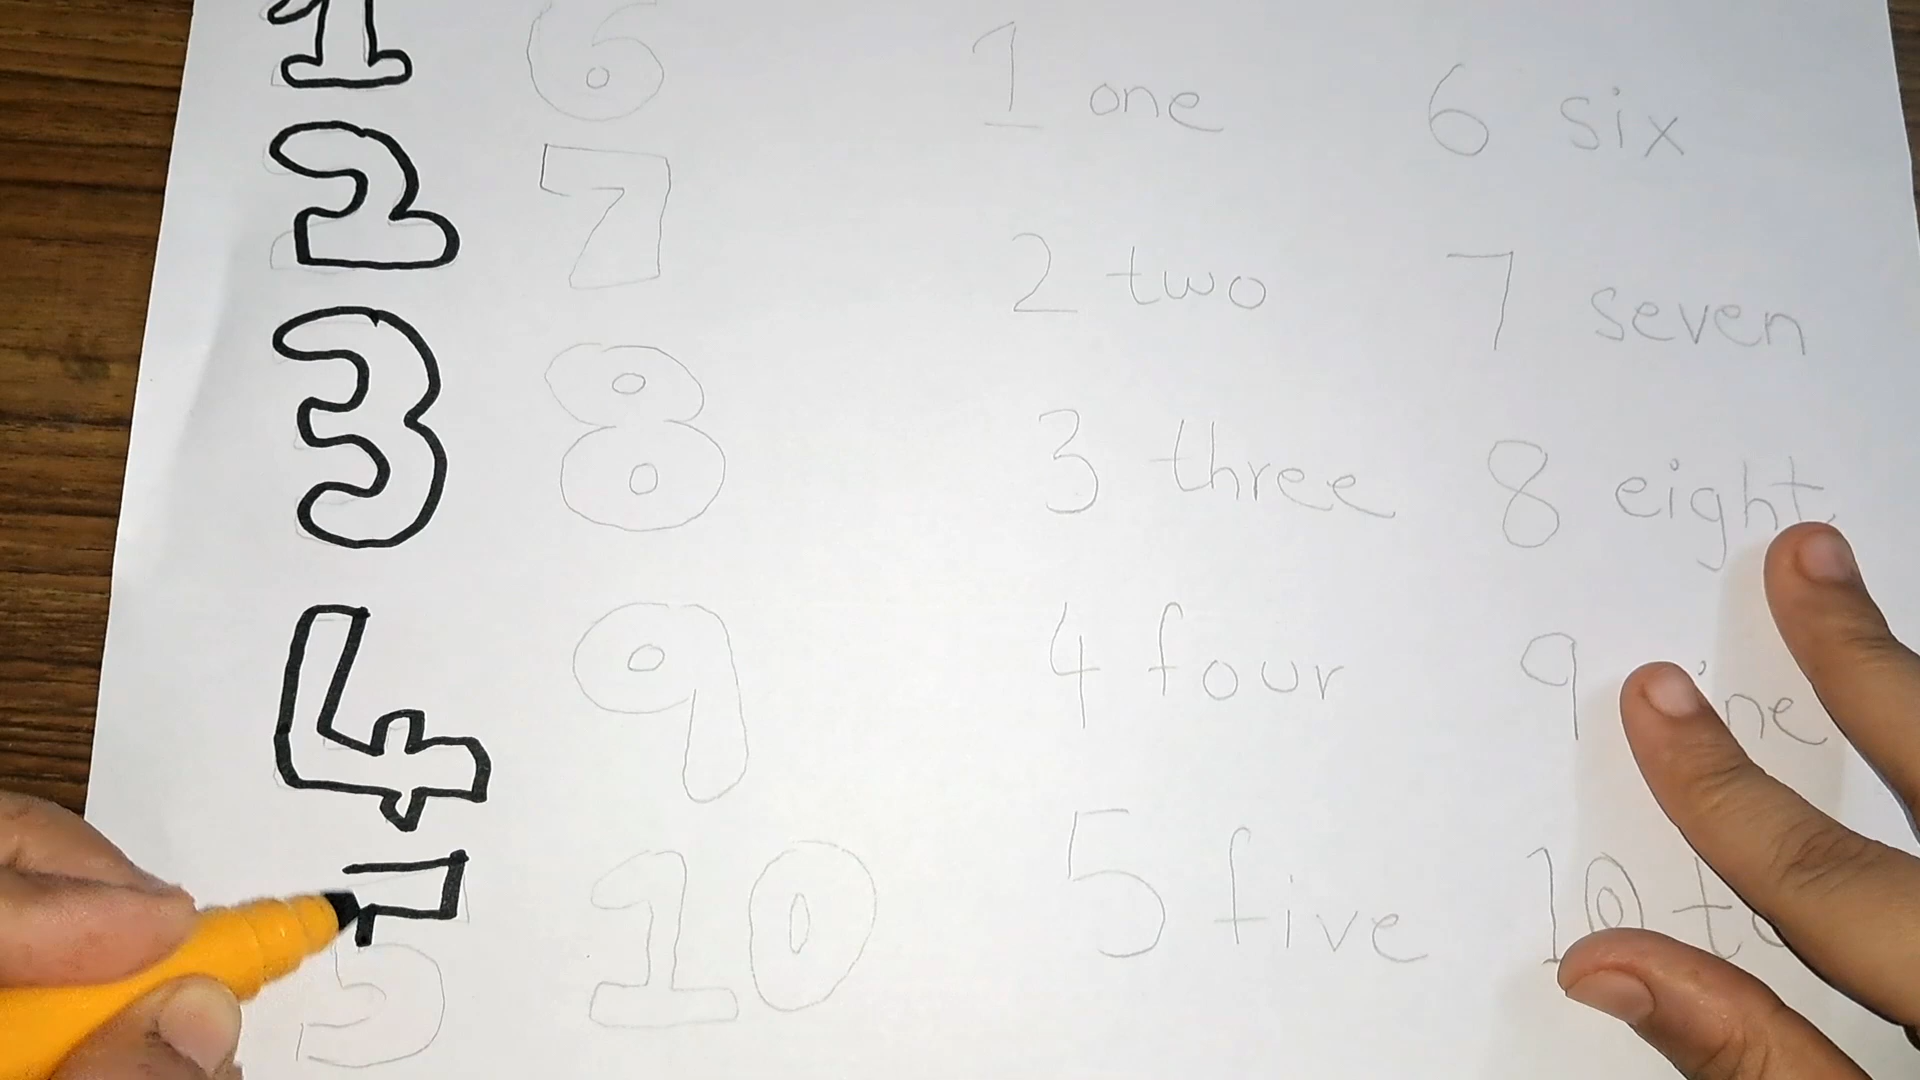 1 6 1 one 6 six
2 7 2 two 7 seven
3 8 3 three 8 eight
4 9 4 four 9
5 10 5 five 10